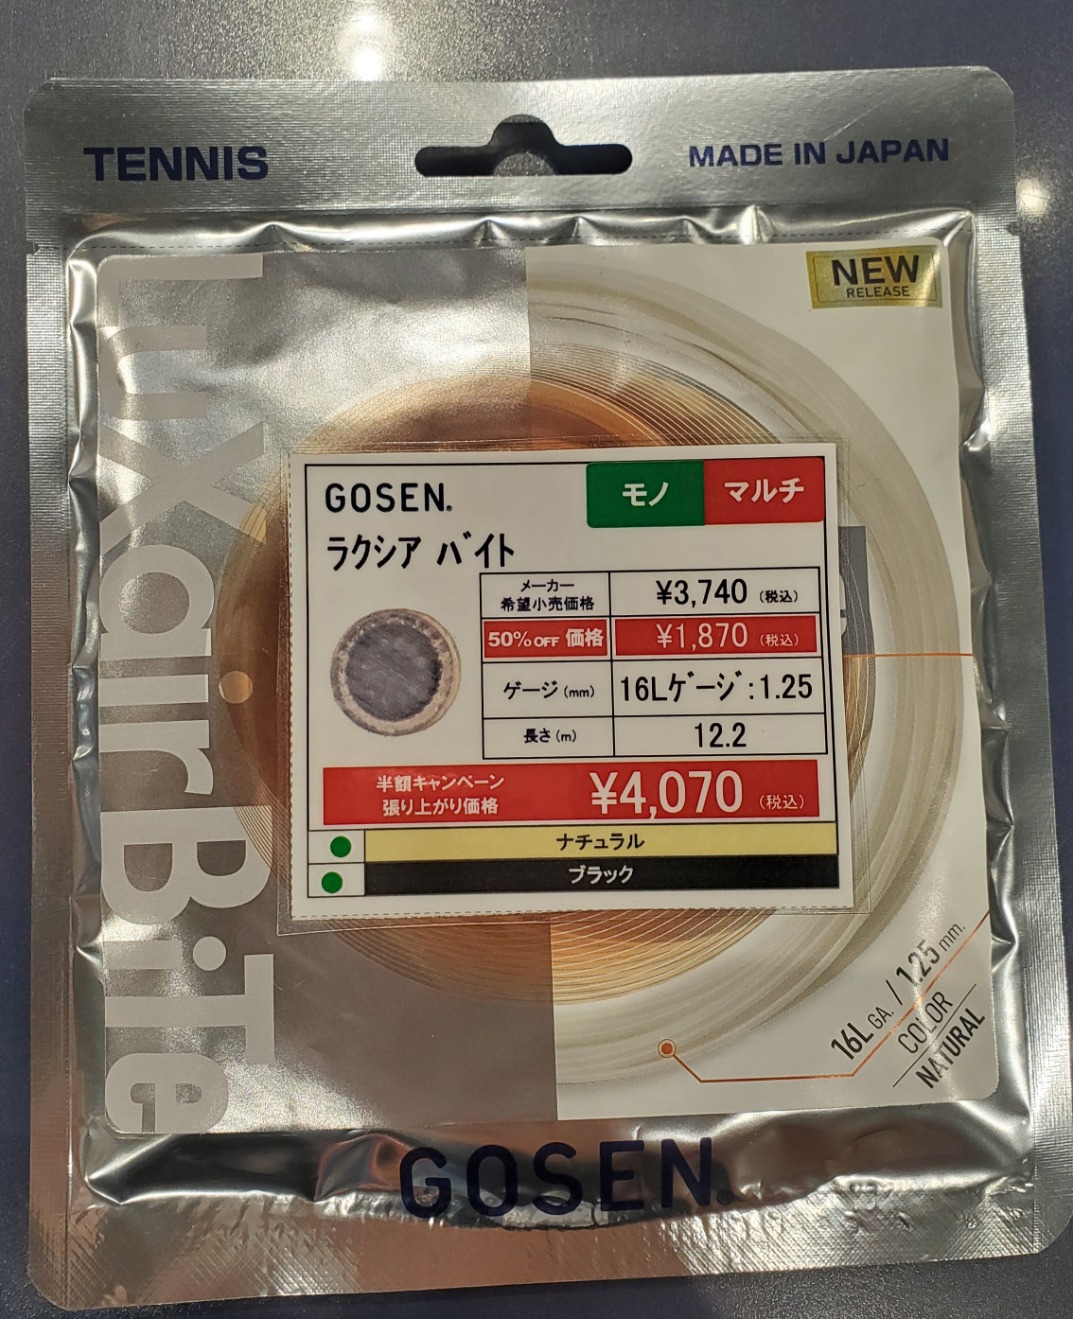 TENNIS
MADE IN JAPAN
NEW
RELEASE
LuxairBiTe
GOSEN.
モノ
マルチ
ラクシア バイト
メーカー
希望小売価格
¥3,740 (税込)
50%OFF 価格
¥1,870 (税込)
ゲージ(mm)
16Lゲージ:1.25
長さ(m)
12.2
半額キャンペーン
張り上がり価格
¥4,070 (税込)
ナチュラル
ブラック
16L GA. / 1.25 mm.
COLOR
NATURAL
GOSEN.